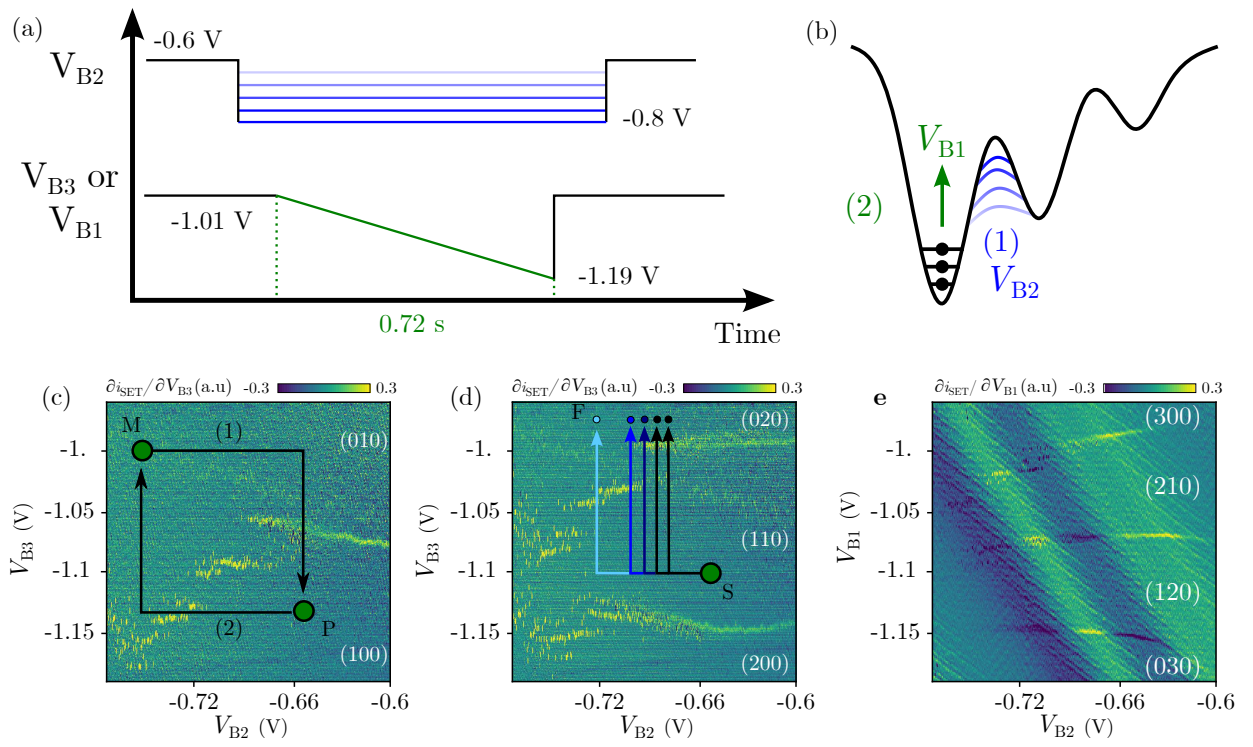 (a)
-0.6 V
V_B2
-0.8 V
V_B3 or
V_B1
-1.01 V
-1.19 V
0.72 s
Time
(b)
V_B1
(2)
(1)
V_B2
(c)
∂i_SET/∂V_B3(a.u) -0.3 0.3
M
(1)
(010)
-1.
-1.05
-1.1
-1.15
V_B3 (V)
(2)
P
(100)
-0.72 -0.66 -0.6
V_B2 (V)
(d)
∂i_SET/∂V_B3(a.u) -0.3 0.3
F
(020)
-1.
-1.05
-1.1
-1.15
V_B3 (V)
(110)
S
(200)
-0.72 -0.66 -0.6
V_B2 (V)
e
∂i_SET/∂V_B1(a.u) -0.3 0.3
(300)
-1.
-1.05
-1.1
-1.15
V_B1 (V)
(210)
(120)
(030)
-0.72 -0.66 -0.6
V_B2 (V)